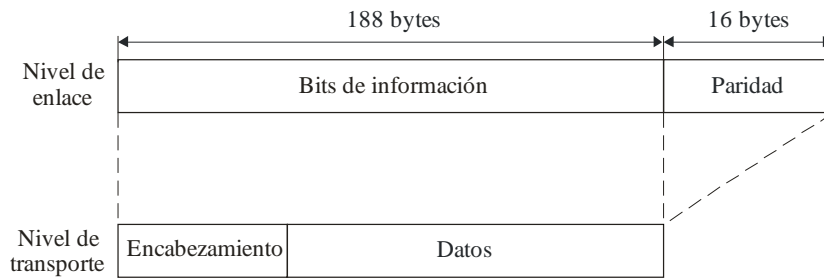 188 bytes
16 bytes
Nivel de
enlace
Bits de información
Paridad
Nivel de
transporte
Encabezamiento
Datos